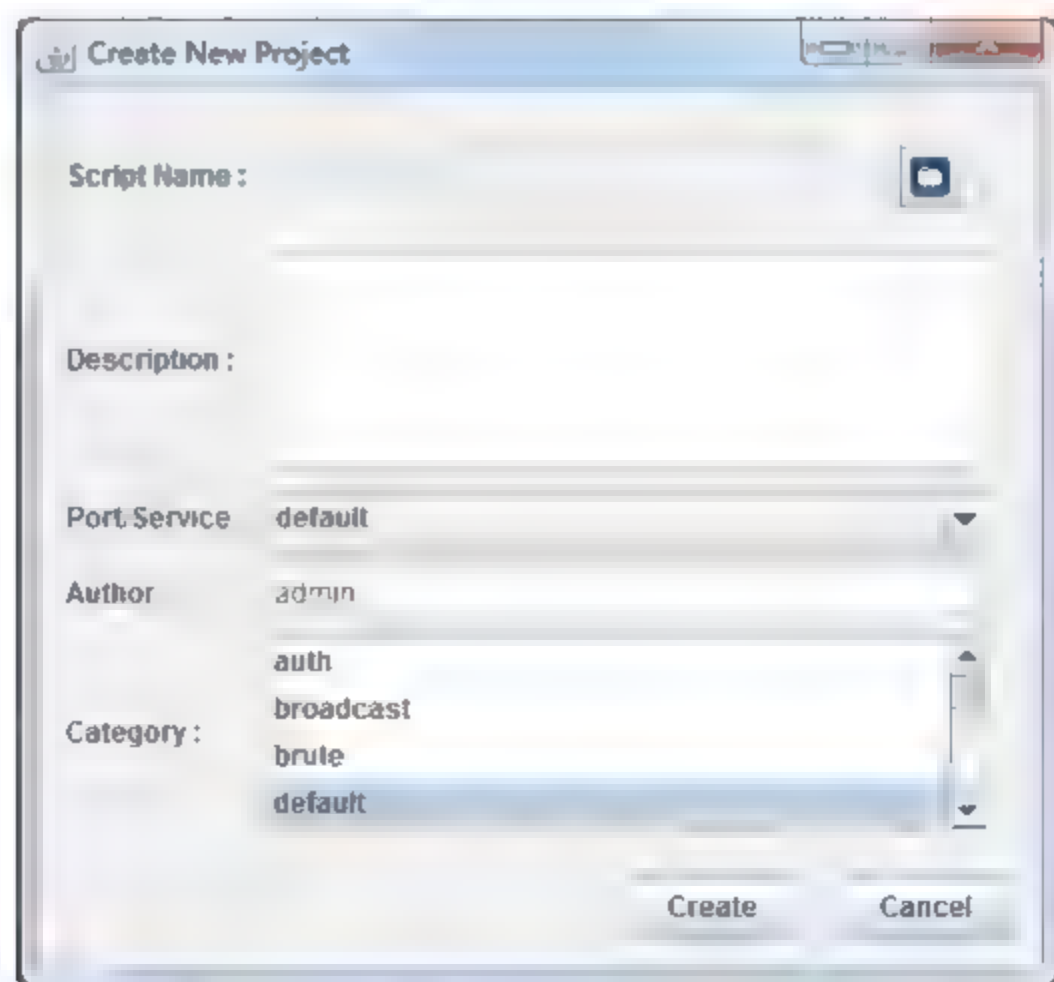 Create New Project
Script Name :
Description :
Port Service default
Author admin
Category :
auth
broadcast
brute
default
Create Cancel